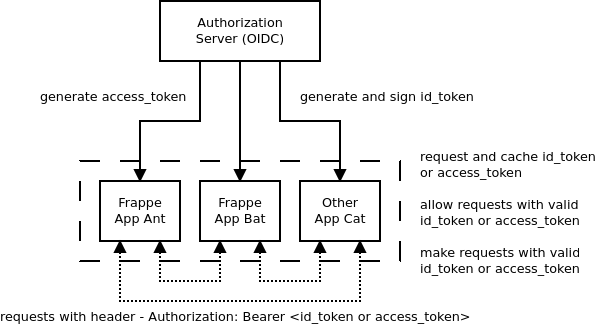 Authorization
Server (OIDC)
generate access_token
generate and sign id_token
request and cache id_token
or access_token
Frappe
App Ant
Frappe
App Bat
Other
App Cat
allow requests with valid
id_token or access_token
make requests with valid
id_token or access_token
requests with header - Authorization: Bearer <id_token or access_token>